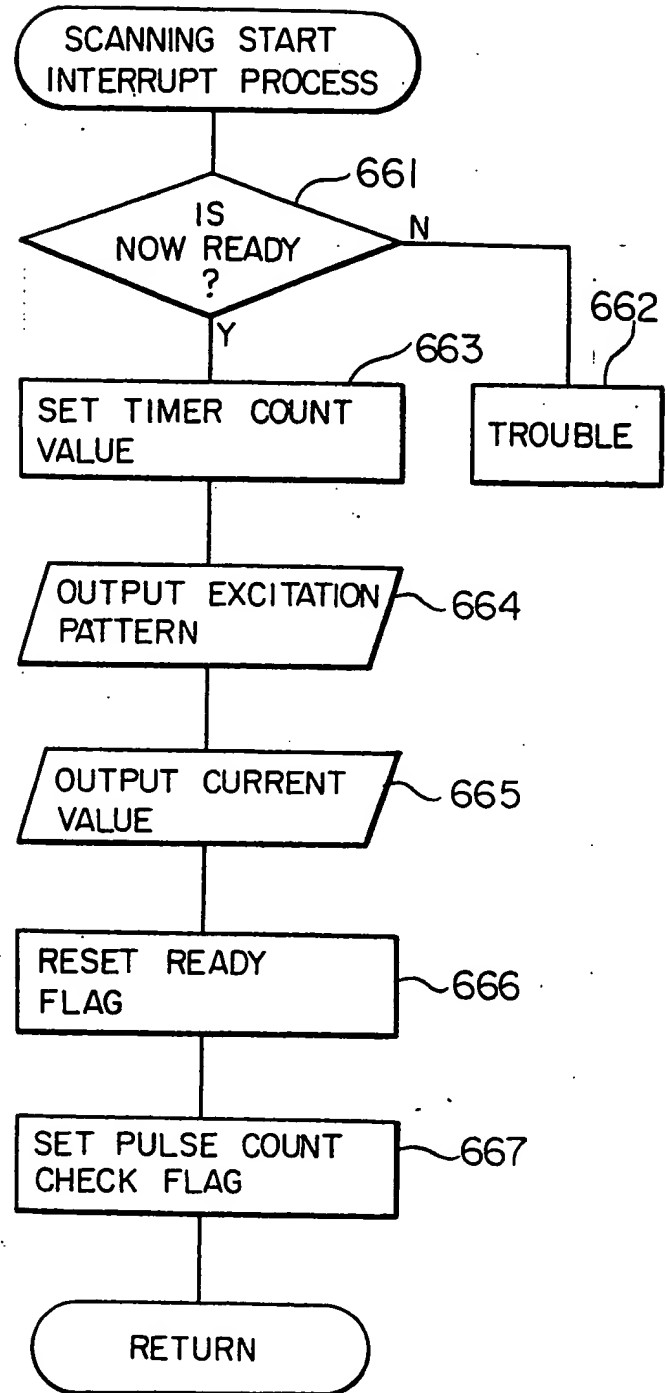 SCANNING START
INTERRUPT PROCESS
661
IS
NOW READY
?
N
Y
662
663
SET TIMER COUNT
VALUE
TROUBLE
OUTPUT EXCITATION
PATTERN
664
OUTPUT CURRENT
VALUE
665
RESET READY
FLAG
666
SET PULSE COUNT
CHECK FLAG
667
RETURN